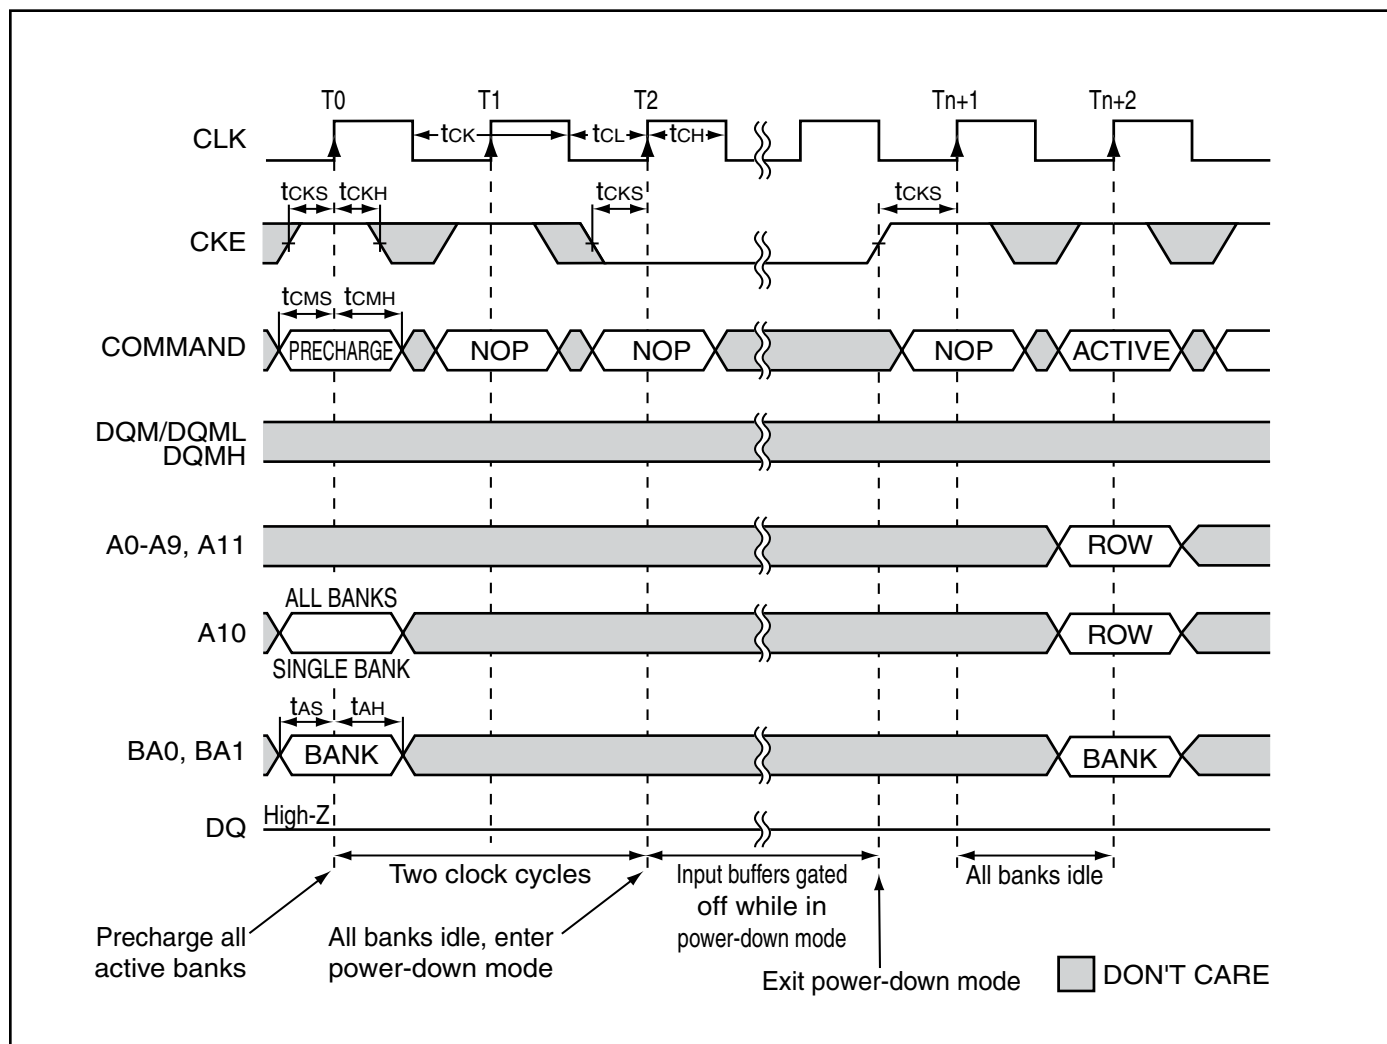 T0 T1 T2 Tn+1 Tn+2
CLK tCK tCL tCH
tCKS tCKH tCKS tCKS
CKE
tCMS tCMH
COMMAND PRECHARGE NOP NOP NOP ACTIVE
DQM/DQML
DQMH
A0-A9, A11 ROW
ALL BANKS
A10 ROW
SINGLE BANK
tAS tAH
BA0, BA1 BANK BANK
High-Z
DQ
Two clock cycles
Input buffers gated
off while in
power-down mode
All banks idle
Precharge all
active banks
All banks idle, enter
power-down mode
Exit power-down mode
DON'T CARE